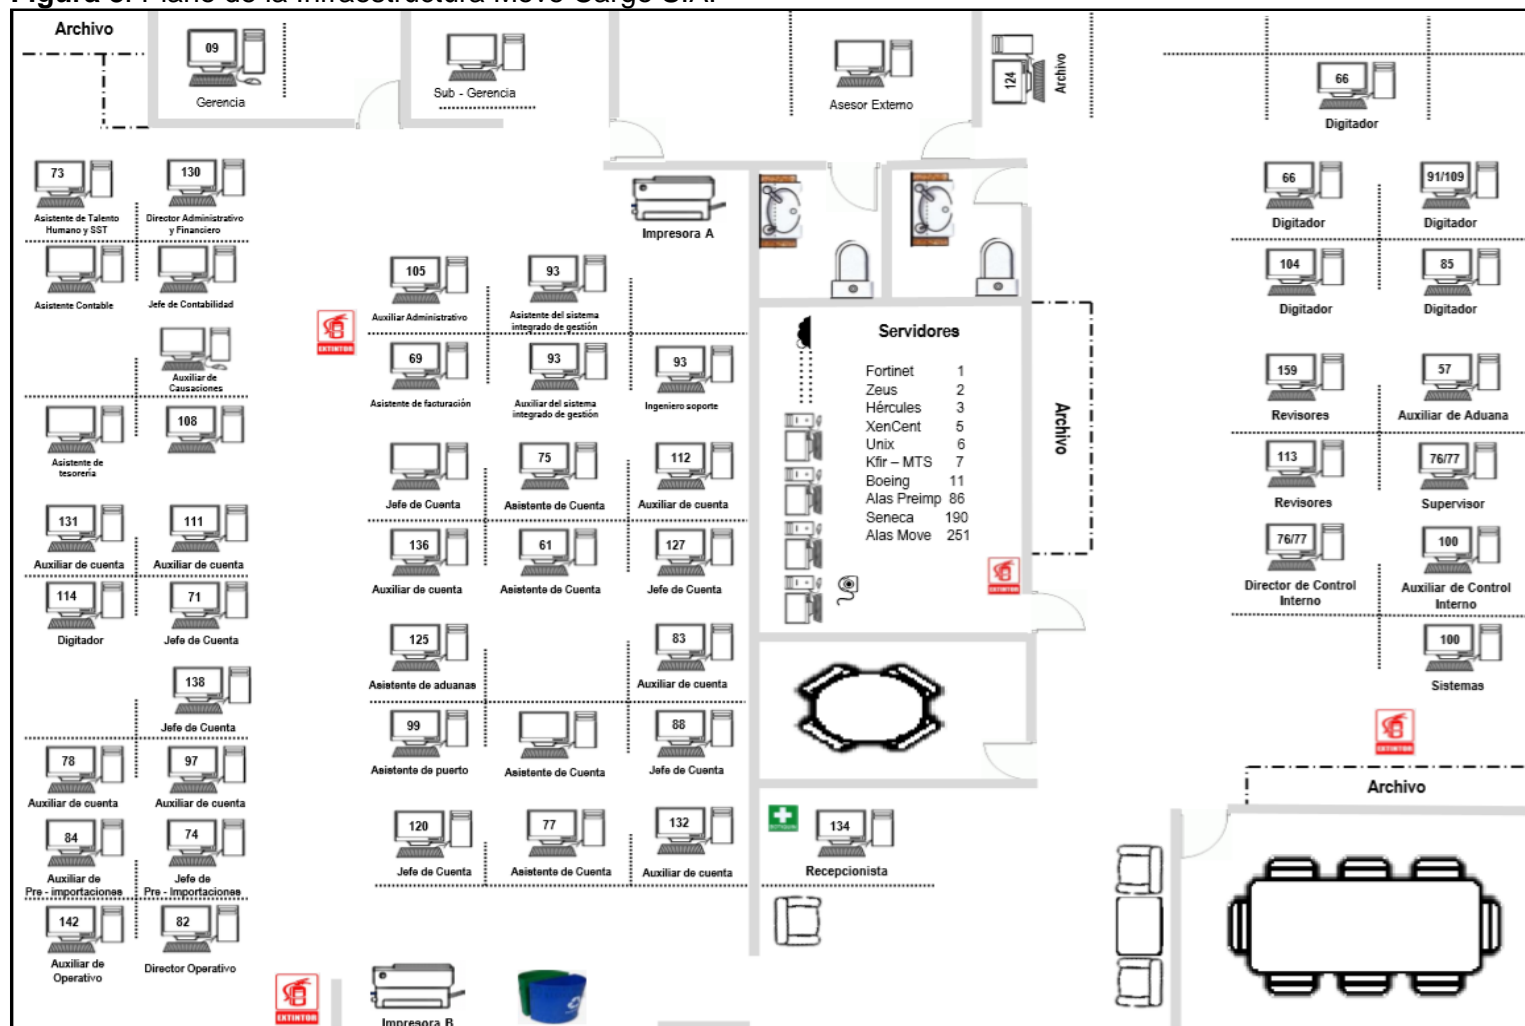 Figura 3. Plano de la Infraestructura Move Cargo S.A.
Archivo
09
Gerencia
Sub - Gerencia
Asesor Externo
124
Archivo
66
Digitador
73
Asistente de Talento
Humano y SST
130
Director Administrativo
y Financiero
Asistente Contable
Jefe de Contabilidad
Auxiliar de
Causaciones
Asistente de
tesorería
108
131
Auxiliar de cuenta
111
Auxiliar de cuenta
114
Digitador
71
Jefe de Cuenta
138
Jefe de Cuenta
78
Auxiliar de cuenta
97
Auxiliar de cuenta
84
Auxiliar de
Pre - importaciones
74
Jefe de
Pre - Importaciones
142
Auxiliar de
Operativo
82
Director Operativo
EXTINTOR
Impresora A
105
Auxiliar Administrativo
93
Asistente del sistema
integrado de gestión
69
Asistente de facturación
93
Auxiliar del sistema
integrado de gestión
93
Ingeniero soporte
Jefe de Cuenta
75
Asistente de Cuenta
112
Auxiliar de cuenta
136
Auxiliar de cuenta
61
Asistente de Cuenta
127
Jefe de Cuenta
125
Asistente de aduanas
83
Auxiliar de cuenta
99
Asistente de puerto
Asistente de Cuenta
88
Jefe de Cuenta
120
Jefe de Cuenta
77
Asistente de Cuenta
132
Auxiliar de cuenta
EXTINTOR
Impresora B
Servidores
Fortinet 1
Zeus 2
Hércules 3
XenCent 5
Unix 6
Kfir – MTS 7
Boeing 11
Alas Preimp 86
Seneca 190
Alas Move 251
EXTINTOR
Archivo
134
Recepcionista
66
Digitador
91/109
Digitador
104
Digitador
85
Digitador
159
Revisores
57
Auxiliar de Aduana
113
Revisores
76/77
Supervisor
76/77
Director de Control
Interno
100
Auxiliar de Control
Interno
100
Sistemas
EXTINTOR
Archivo